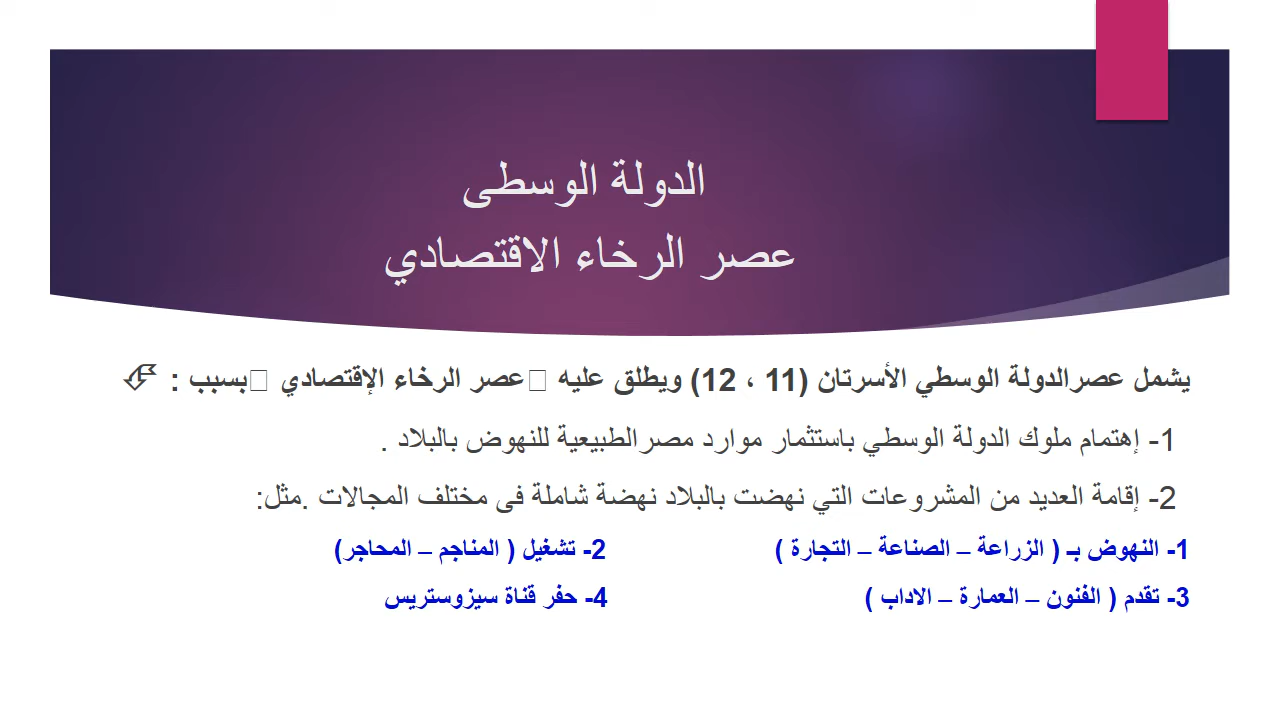 الدولة الوسطى
عصر الرخاء الاقتصادي
يشمل عصرالدولة الوسطي الأسرتان (11 ، 12) ويطلق عليه عصر الرخاء الإقتصادي بسبب :
1- إهتمام ملوك الدولة الوسطي باستثمار موارد مصرالطبيعية للنهوض بالبلاد .
2- إقامة العديد من المشروعات التي نهضت بالبلاد نهضة شاملة فى مختلف المجالات .مثل:
1- النهوض بـ ( الزراعة – الصناعة – التجارة ) 2- تشغيل ( المناجم – المحاجر)
3- تقدم ( الفنون – العمارة – الاداب ) 4- حفر قناة سيزوستريس